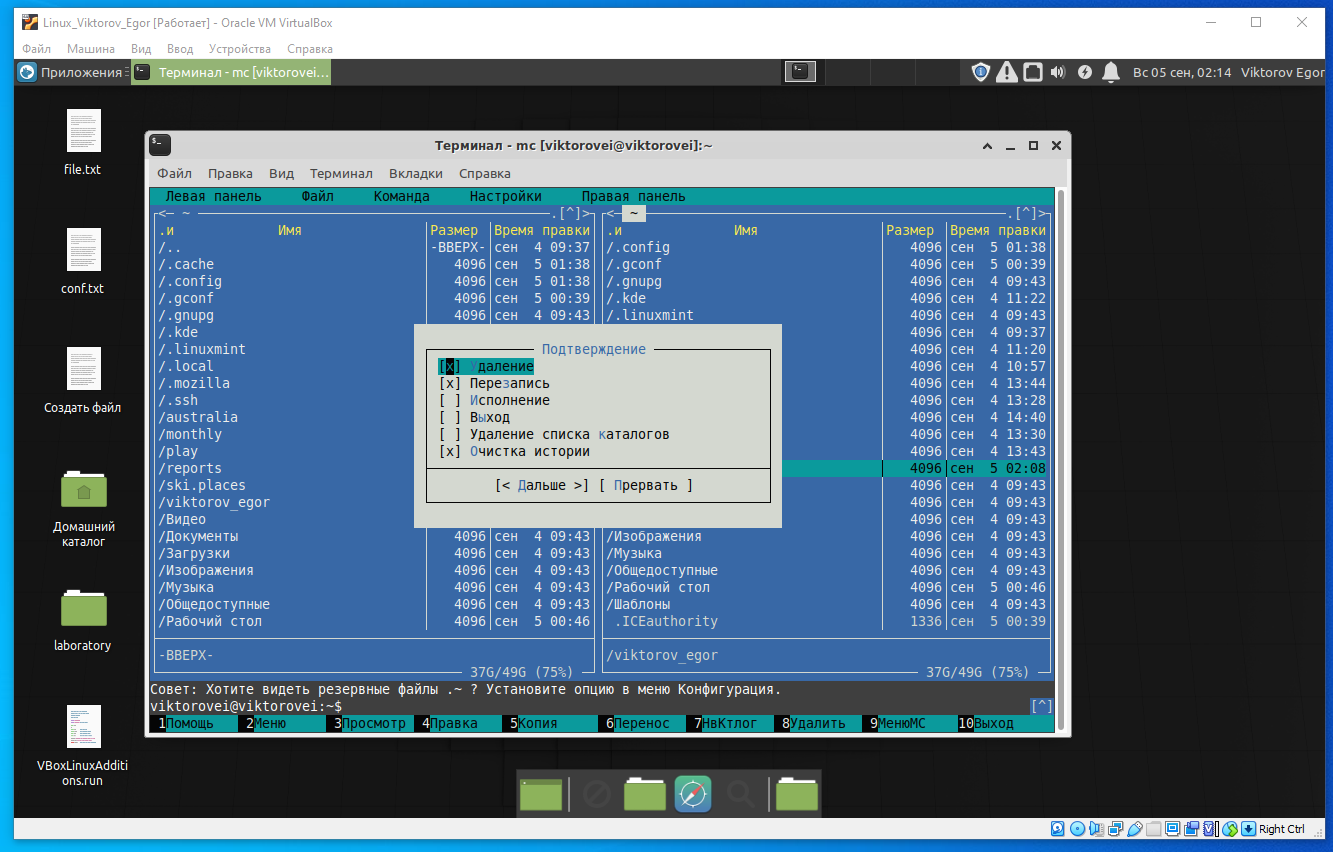 Linux_Viktorov_Egor [Работает] - Oracle VM VirtualBox
Файл Машина Вид Ввод Устройства Справка
Приложения Терминал - mc [viktorovei... Вс 05 сен, 02:14 Viktorov Egor
file.txt
conf.txt
Создать файл
Домашний
каталог
laboratory
VBoxLinuxAdditi
ons.run
Терминал - mc [viktorovei@viktorovei]:~
Файл Правка Вид Терминал Вкладки Справка
Левая панель Файл Команда Настройки Правая панель
<— ~ .[^]> <— ~ .[^]>
.и Имя Размер Время правки .и Имя Размер Время правки
/.. -ВВЕРХ- сен 4 09:37 /.config 4096 сен 5 01:38
/.cache 4096 сен 5 01:38 /.gconf 4096 сен 5 00:39
/.config 4096 сен 5 01:38 /.gnupg 4096 сен 4 09:43
/.gconf 4096 сен 5 00:39 /.kde 4096 сен 4 11:22
/.gnupg 4096 сен 4 09:43 /.linuxmint 4096 сен 4 09:43
/.kde 4096 сен 4 09:37
/.linuxmint 4096 сен 4 11:20
/.local 4096 сен 4 10:57
/.mozilla 4096 сен 4 13:44
/.ssh 4096 сен 4 13:28
/australia 4096 сен 4 14:40
/monthly 4096 сен 4 13:30
/play 4096 сен 4 13:43
/reports 4096 сен 5 02:08
/ski.places 4096 сен 4 09:43
/viktorov_egor 4096 сен 4 09:43
/Видео 4096 сен 4 09:43
/Документы 4096 сен 4 09:43 /Изображения 4096 сен 4 09:43
/Загрузки 4096 сен 4 09:43 /Музыка 4096 сен 4 09:43
/Изображения 4096 сен 4 09:43 /Общедоступные 4096 сен 4 09:43
/Музыка 4096 сен 4 09:43 /Рабочий стол 4096 сен 5 00:46
/Общедоступные 4096 сен 4 09:43 /Шаблоны 4096 сен 4 09:43
/Рабочий стол 4096 сен 5 00:46 .ICEauthority 1336 сен 5 00:39
-ВВЕРХ- /viktorov_egor
37G/49G (75%) 37G/49G (75%)
Подтверждение
[x] Удаление
[x] Перезапись
[ ] Исполнение
[ ] Выход
[ ] Удаление списка каталогов
[x] Очистка истории
[< Дальше >] [ Прервать ]
Совет: Хотите видеть резервные файлы .~ ? Установите опцию в меню Конфигурация.
viktorovei@viktorovei:~$ [^]
1Помощь 2Меню 3Просмотр 4Правка 5Копия 6Перенос 7НвКтлог 8Удалить 9МенюМС 10Выход
Right Ctrl